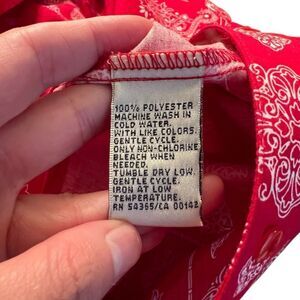 100% POLYESTER
MACHINE WASH IN
COLD WATER.
WITH LIKE COLORS.
GENTLE CYCLE.
ONLY NON-CHLORINE
BLEACH WHEN
NEEDED.
TUMBLE DRY LOW.
GENTLE CYCLE.
IRON AT LOW
TEMPERATURE.
RN 54365/CA 00142